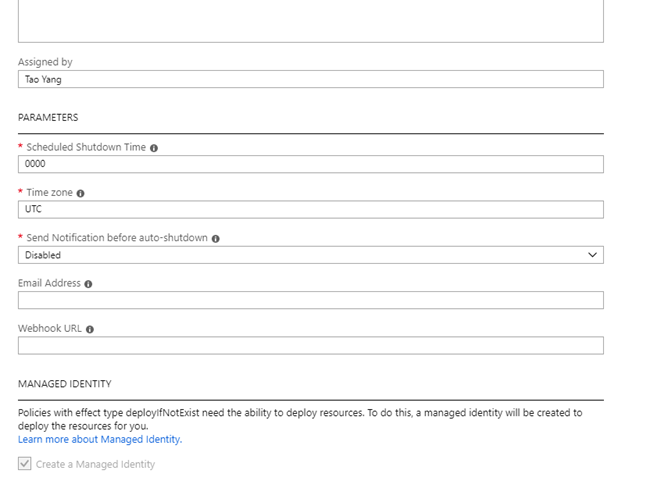 Assigned by
Tao Yang
PARAMETERS
* Scheduled Shutdown Time
0000
* Time zone
UTC
* Send Notification before auto-shutdown
Disabled
Email Address
Webhook URL
MANAGED IDENTITY
Policies with effect type deployIfNotExist need the ability to deploy resources. To do this, a managed identity will be created to
deploy the resources for you.
Learn more about Managed Identity.
Create a Managed Identity